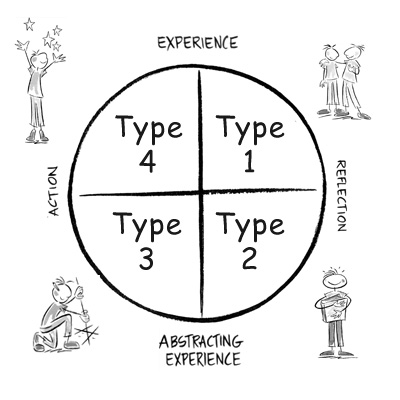 EXPERIENCE
Type
4
Type
1
ACTION
REFLECTION
Type
3
Type
2
ABSTRACTING
EXPERIENCE